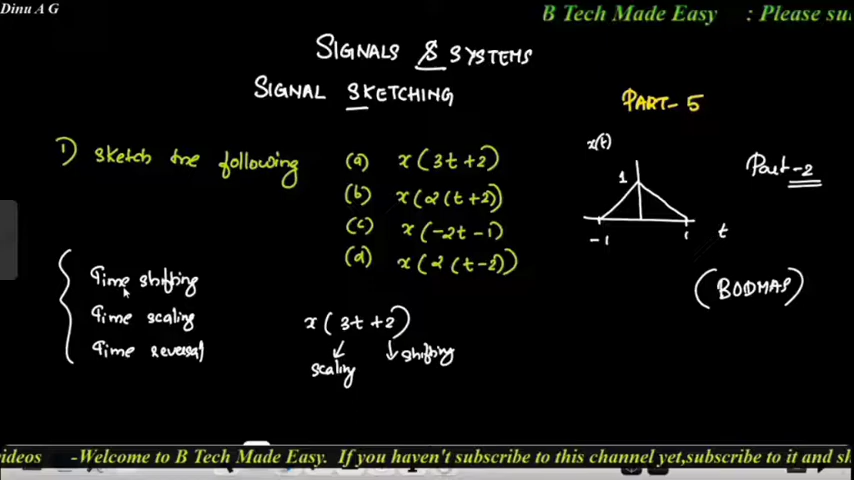 Dinu A G
B Tech Made Easy : Please su
SIGNALS & SYSTEMS
SIGNAL SKETCHING
PART-5
1) Sketch the following
(a) x(3t+2)
(b) x(2(t+2))
(c) x(-2t-1)
(d) x(2(t-2))
x(t)
1
-1
1
t
Part-2
(BODMAS)
Time shifting
Time scaling
Time reversal
x(3t+2)
scaling
shifting
ideos -Welcome to B Tech Made Easy. If you haven't subscribe to this channel yet,subscribe to it and sh